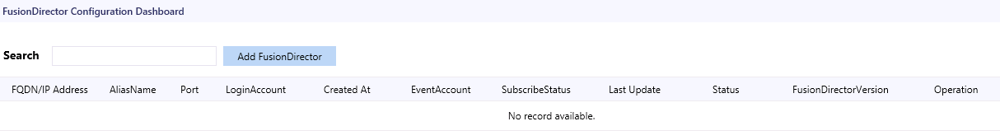 FusionDirector Configuration Dashboard
Search Add FusionDirector
FQDN/IP Address AliasName Port LoginAccount Created At EventAccount SubscribeStatus Last Update Status FusionDirectorVersion Operation
No record available.